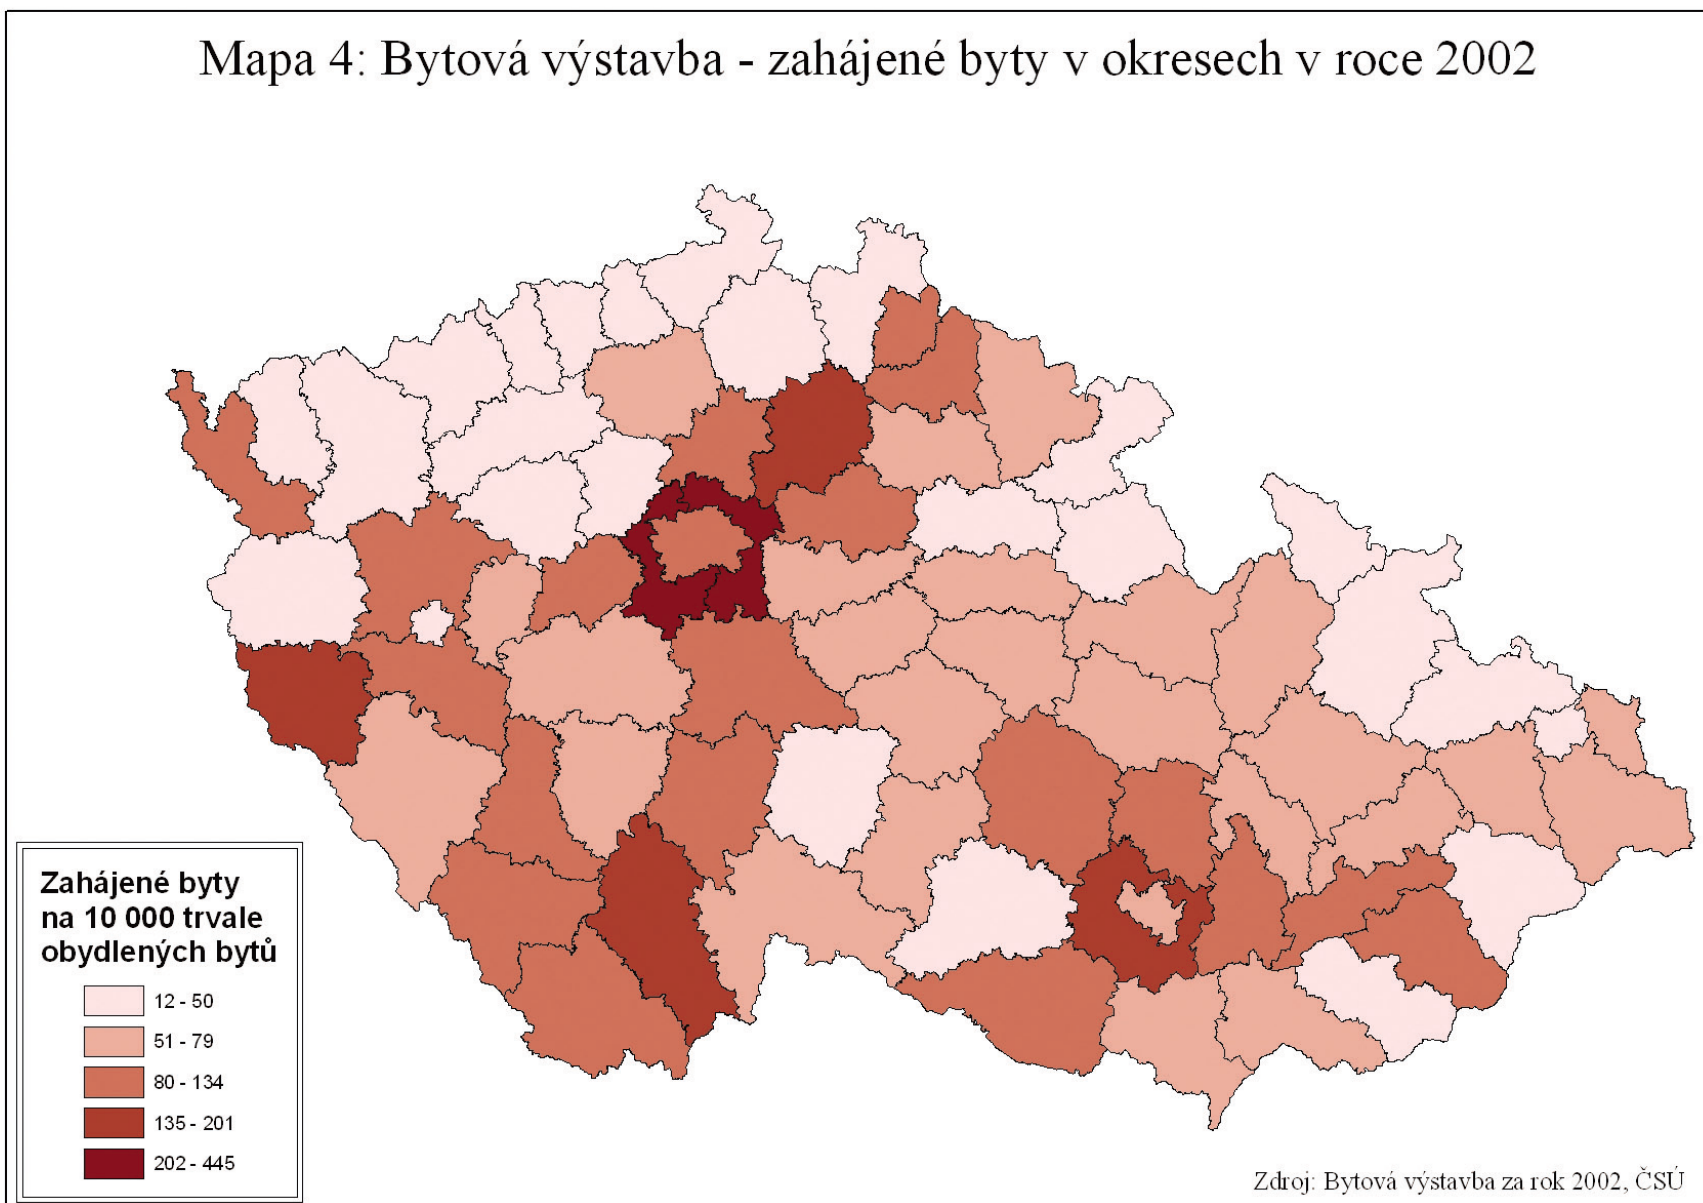 Mapa 4: Bytová výstavba - zahájené byty v okresech v roce 2002
Zahájené byty
na 10 000 trvale
obydlených bytů
12 - 50
51 - 79
80 - 134
135 - 201
202 - 445
Zdroj: Bytová výstavba za rok 2002, ČSÚ